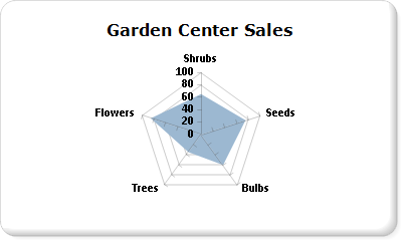 Garden Center Sales
Shrubs
100
80
60
40
20
0
Flowers
Seeds
Trees
Bulbs